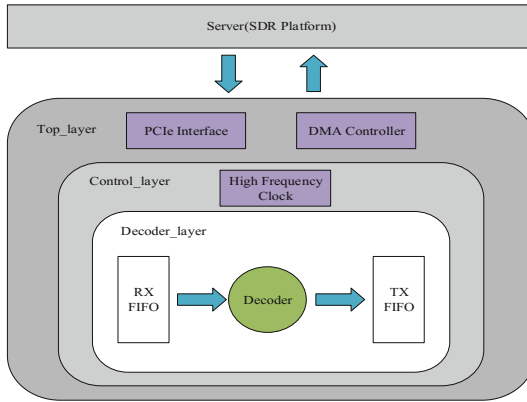 Server(SDR Platform)
Top_layer
PCIe Interface
DMA Controller
Control_layer
High Frequency
Clock
Decoder_layer
RX
FIFO
Decoder
TX
FIFO